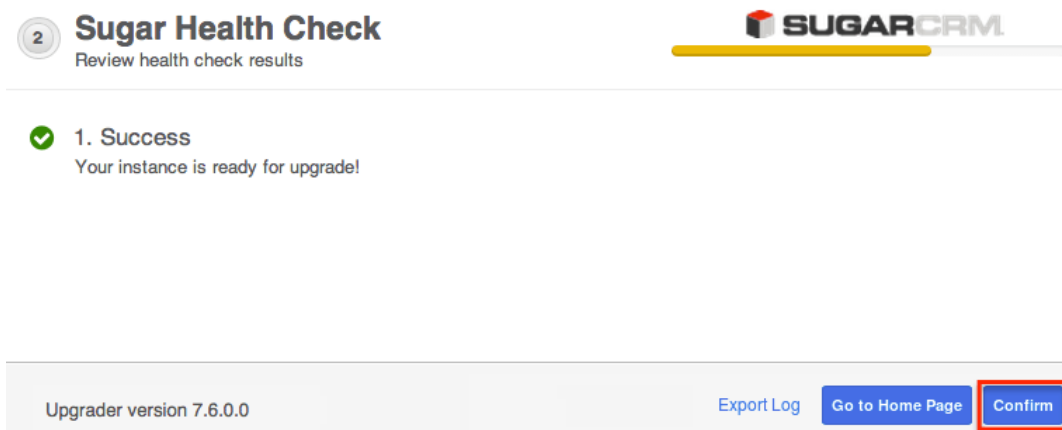 2
Sugar Health Check
Review health check results
SUGARCRM.
1. Success
Your instance is ready for upgrade!
Upgrader version 7.6.0.0
Export Log
Go to Home Page
Confirm